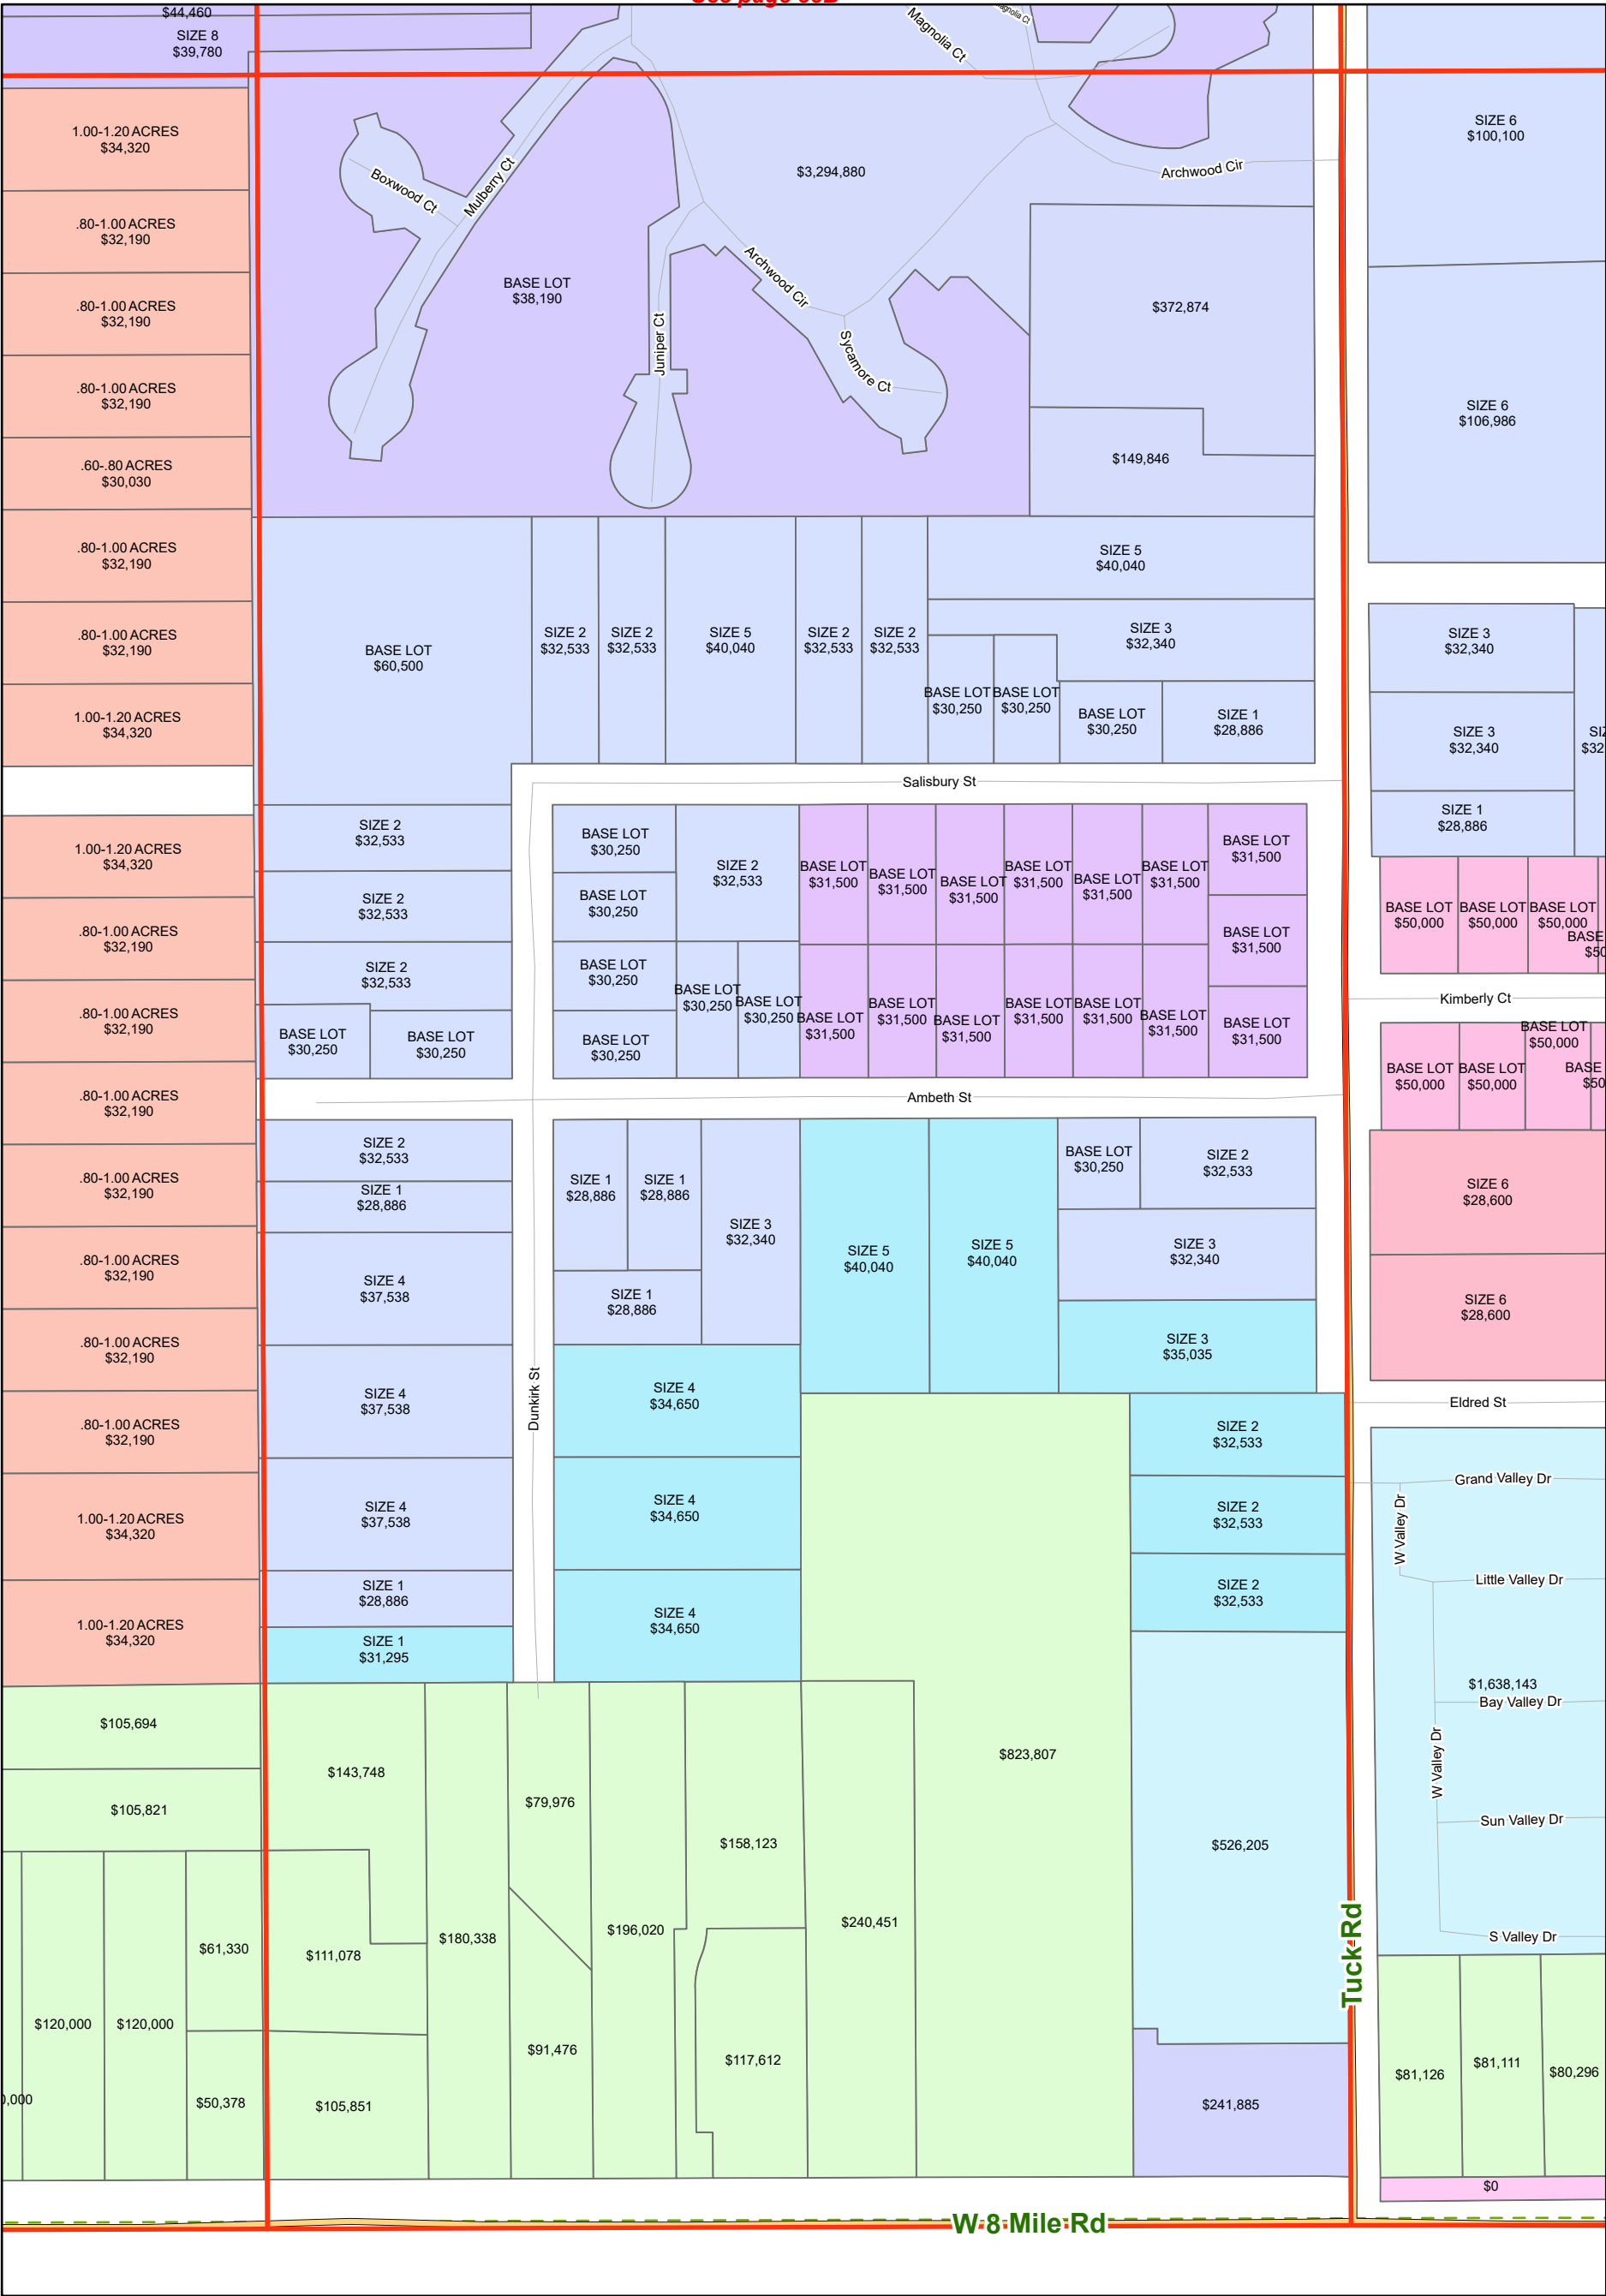 $44,460
SIZE 8
$39,780
Magnolia Ct
Magnolia Ct
1.00-1.20 ACRES
$34,320
.80-1.00 ACRES
$32,190
.80-1.00 ACRES
$32,190
.80-1.00 ACRES
$32,190
.60-.80 ACRES
$30,030
.80-1.00 ACRES
$32,190
.80-1.00 ACRES
$32,190
1.00-1.20 ACRES
$34,320
1.00-1.20 ACRES
$34,320
.80-1.00 ACRES
$32,190
.80-1.00 ACRES
$32,190
.80-1.00 ACRES
$32,190
.80-1.00 ACRES
$32,190
.80-1.00 ACRES
$32,190
.80-1.00 ACRES
$32,190
.80-1.00 ACRES
$32,190
1.00-1.20 ACRES
$34,320
1.00-1.20 ACRES
$34,320
Boxwood Ct
Mulberry Ct
BASE LOT
$38,190
Juniper Ct
$3,294,880
Archwood Cir
Archwood Cir
Sycamore Ct
$372,874
$149,846
SIZE 6
$100,100
SIZE 6
$106,986
BASE LOT
$60,500
SIZE 2
$32,533
SIZE 2
$32,533
SIZE 5
$40,040
SIZE 2
$32,533
SIZE 2
$32,533
SIZE 5
$40,040
SIZE 3
$32,340
BASE LOT
$30,250
BASE LOT
$30,250
BASE LOT
$30,250
SIZE 1
$28,886
SIZE 3
$32,340
SIZE 3
$32,340
SIZE 1
$28,886
Salisbury St
SIZE 2
$32,533
SIZE 2
$32,533
SIZE 2
$32,533
BASE LOT
$30,250
BASE LOT
$30,250
BASE LOT
$30,250
BASE LOT
$30,250
BASE LOT
$30,250
BASE LOT
$30,250
SIZE 2
$32,533
BASE LOT
$30,250
BASE LOT
$30,250
BASE LOT
$31,500
BASE LOT
$31,500
BASE LOT
$31,500
BASE LOT
$31,500
BASE LOT
$31,500
BASE LOT
$31,500
BASE LOT
$31,500
BASE LOT
$31,500
BASE LOT
$31,500
BASE LOT
$31,500
BASE LOT
$31,500
BASE LOT
$31,500
BASE LOT
$31,500
BASE LOT
$31,500
BASE LOT
$31,500
BASE LOT
$50,000
BASE LOT
$50,000
BASE LOT
$50,000
BASE
Kimberly Ct
BASE LOT
$50,000
BASE LOT
$50,000
BASE LOT
$50,000
BASE
Ambeth St
SIZE 2
$32,533
SIZE 1
$28,886
SIZE 4
$37,538
SIZE 4
$37,538
SIZE 4
$37,538
SIZE 1
$28,886
SIZE 1
$31,295
Dunkirk St
SIZE 1
$28,886
SIZE 1
$28,886
SIZE 3
$32,340
SIZE 1
$28,886
SIZE 4
$34,650
SIZE 4
$34,650
SIZE 4
$34,650
SIZE 5
$40,040
SIZE 5
$40,040
BASE LOT
$30,250
SIZE 2
$32,533
SIZE 3
$32,340
SIZE 3
$35,035
SIZE 2
$32,533
SIZE 2
$32,533
SIZE 2
$32,533
SIZE 6
$28,600
SIZE 6
$28,600
Eldred St
Grand Valley Dr
W Valley Dr
Little Valley Dr
$1,638,143
Bay Valley Dr
W Valley Dr
Sun Valley Dr
S Valley Dr
$105,694
$105,821
$143,748
$79,976
$158,123
$823,807
$526,205
$61,330
$111,078
$180,338
$196,020
$240,451
Tuck Rd
$120,000
$120,000
$50,378
$105,851
$91,476
$117,612
$241,885
$81,126
$81,111
$80,296
$0
W 8 Mile Rd